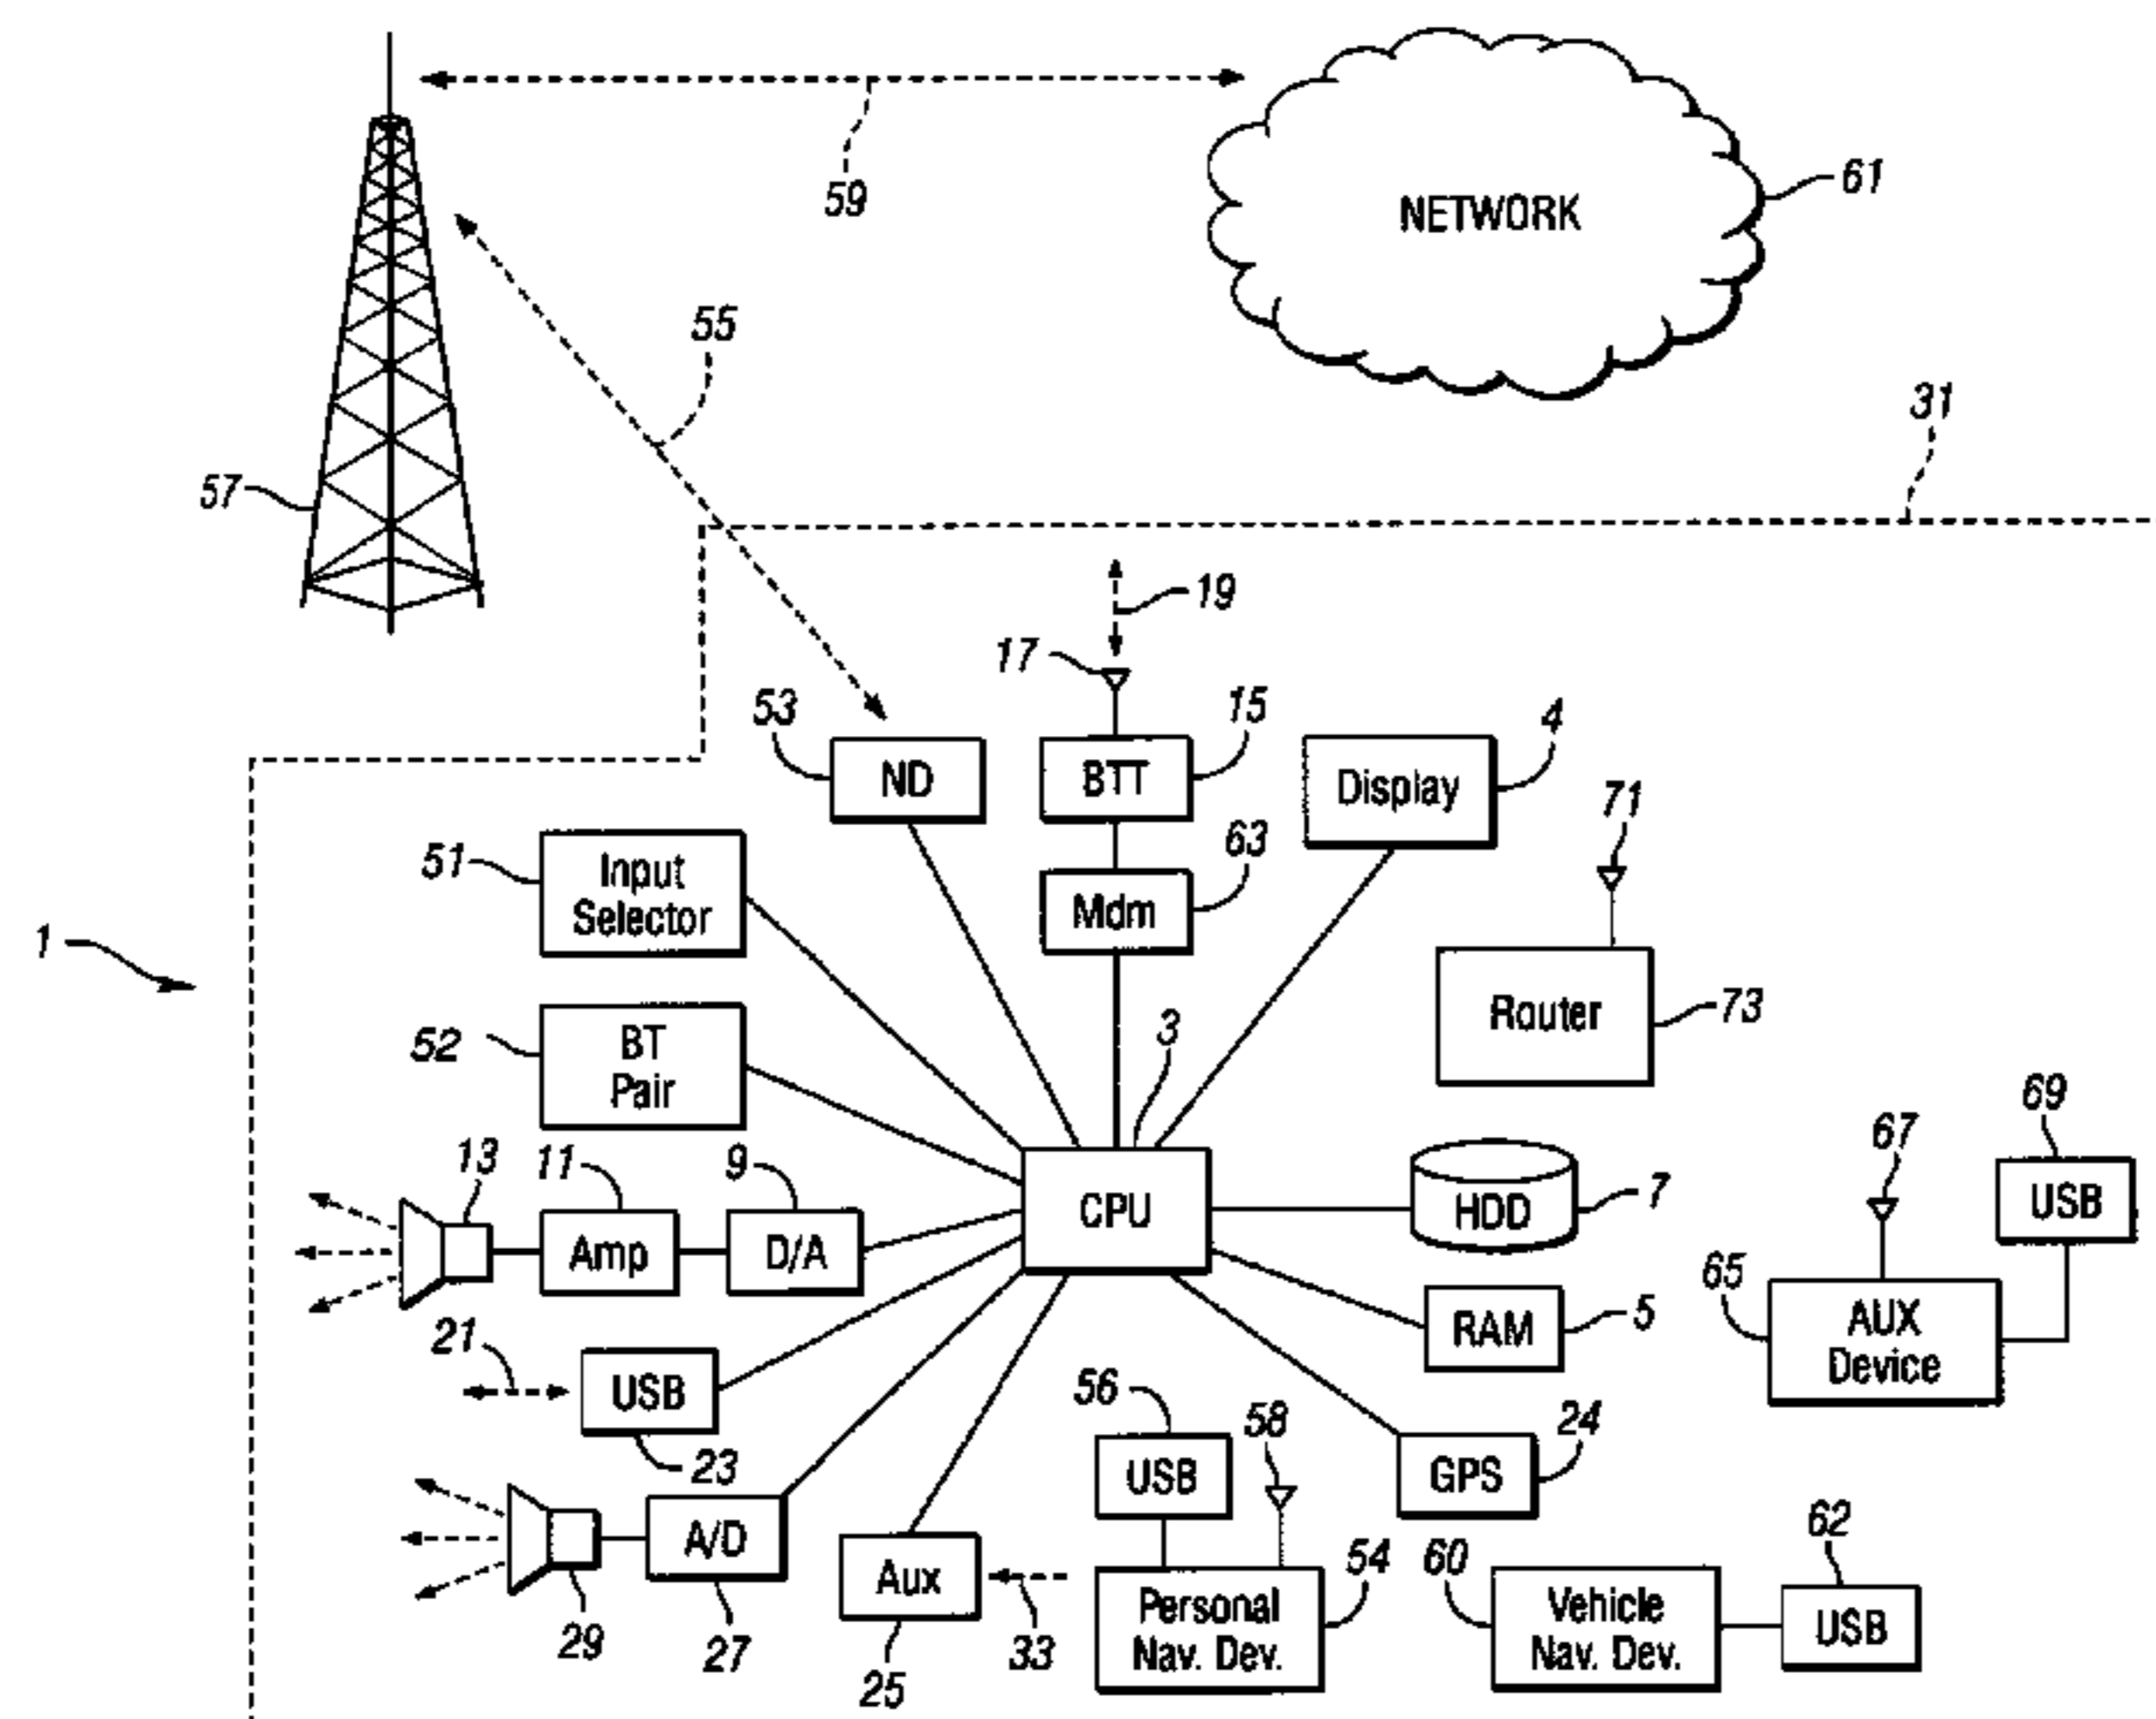 59
NETWORK
61
55
31
57
19
17
53
15
4
ND
BTT
Display
71
51
Input
Selector
63
Mdm
1
52
BT
Pair
3
Router
73
69
67
13
11
9
CPU
HDD
7
USB
Amp
D/A
65
AUX
Device
21
RAM
5
USB
56
58
24
23
USB
GPS
62
A/D
Aux
54
60
Personal
Nav. Dev.
Vehicle
Nav. Dev.
USB
29
27
25
33